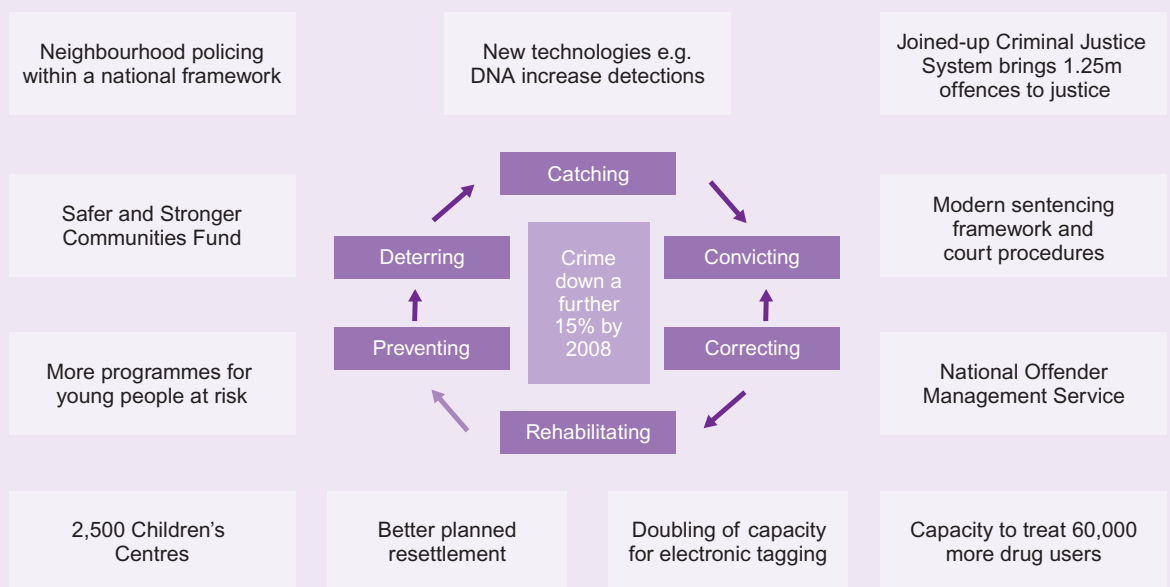 Neighbourhood policing
within a national framework
New technologies e.g.
DNA increase detections
Joined-up Criminal Justice
System brings 1.25m
offences to justice
Catching
Safer and Stronger
Communities Fund
Deterring
Crime
down a
further
15% by
2008
Convicting
Modern sentencing
framework and
court procedures
Preventing
Correcting
More programmes for
young people at risk
National Offender
Management Service
Rehabilitating
2,500 Children’s
Centres
Better planned
resettlement
Doubling of capacity
for electronic tagging
Capacity to treat 60,000
more drug users